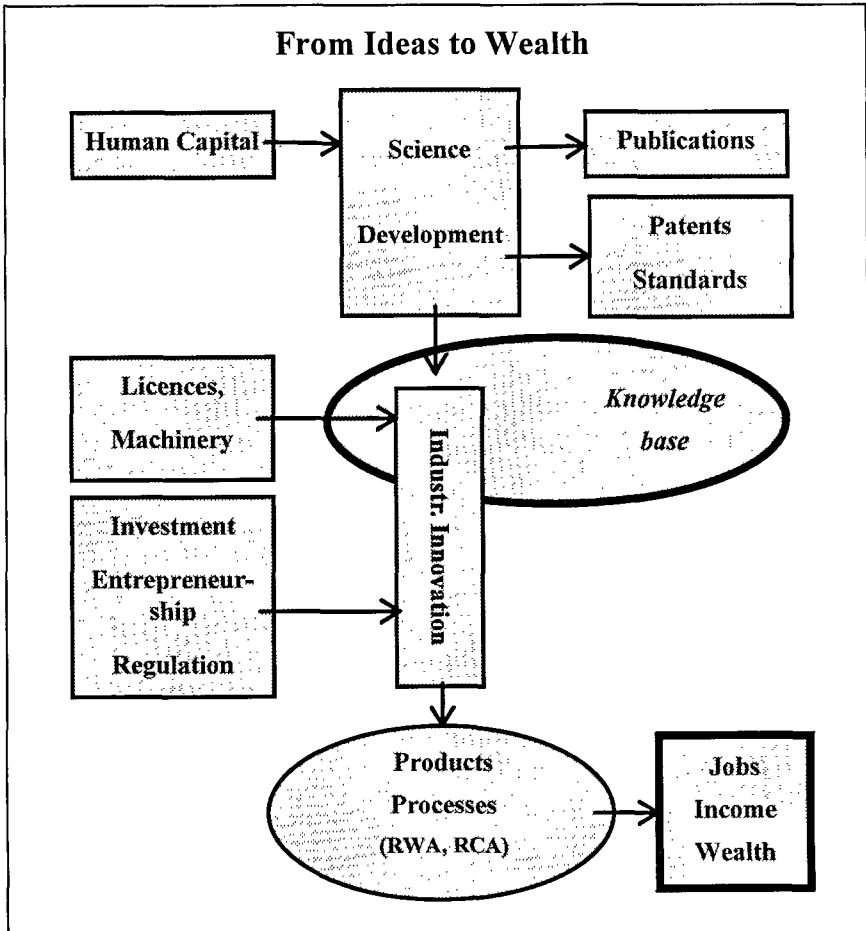 From Ideas to Wealth
Human Capital
Science
Development
Publications
Patents
Standards
Licences,
Machinery
Knowledge
base
Industr. Innovation
Investment
Entrepreneur-
ship
Regulation
Products
Processes
(RWA, RCA)
Jobs
Income
Wealth